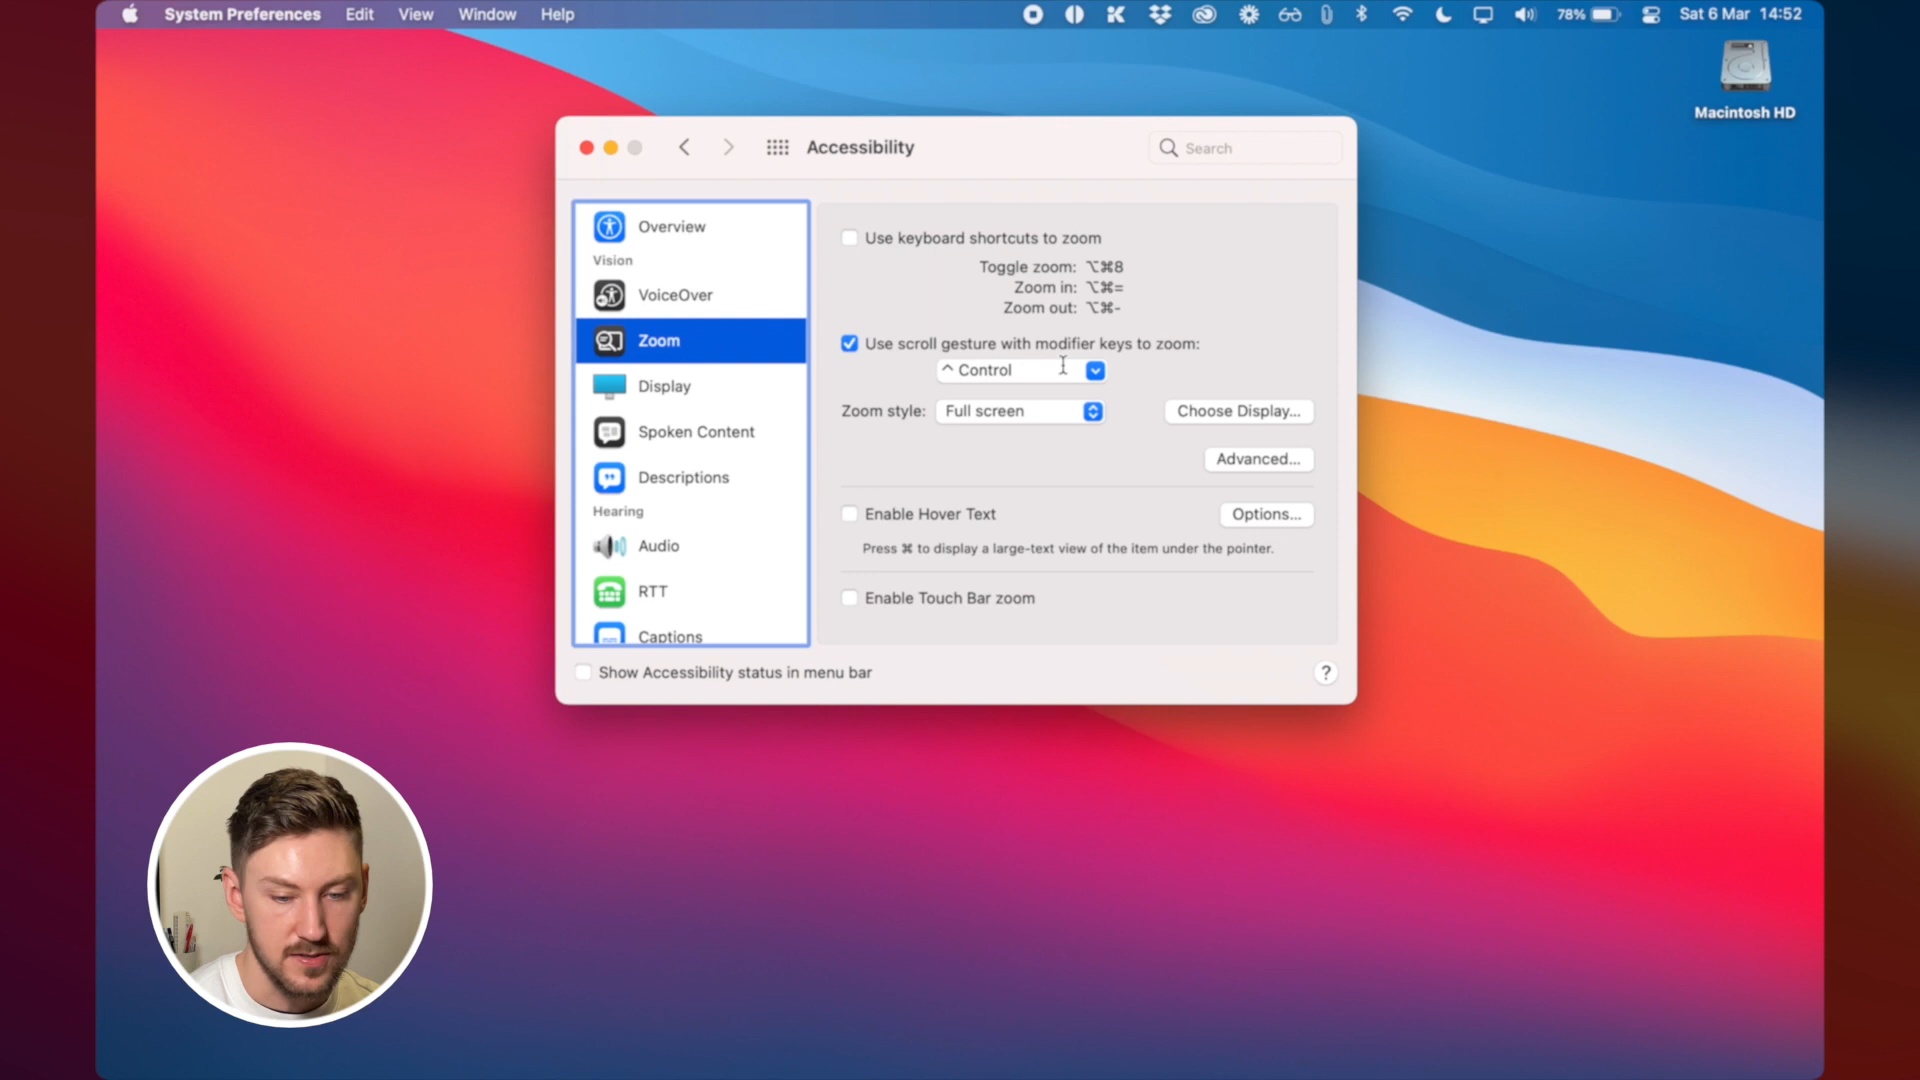 System Preferences Edit View Window Help 78% Sat 6 Mar 14:52
Macintosh HD
Accessibility
Search
Overview
Vision
VoiceOver
Zoom
Display
Spoken Content
Descriptions
Hearing
Audio
RTT
Captions
Use keyboard shortcuts to zoom
Toggle zoom: ⌥⌘8
Zoom in: ⌥⌘=
Zoom out: ⌥⌘-
Use scroll gesture with modifier keys to zoom:
^ Control
Zoom style: Full screen Choose Display...
Advanced...
Enable Hover Text Options...
Press ⌘ to display a large-text view of the item under the pointer.
Enable Touch Bar zoom
Show Accessibility status in menu bar ?